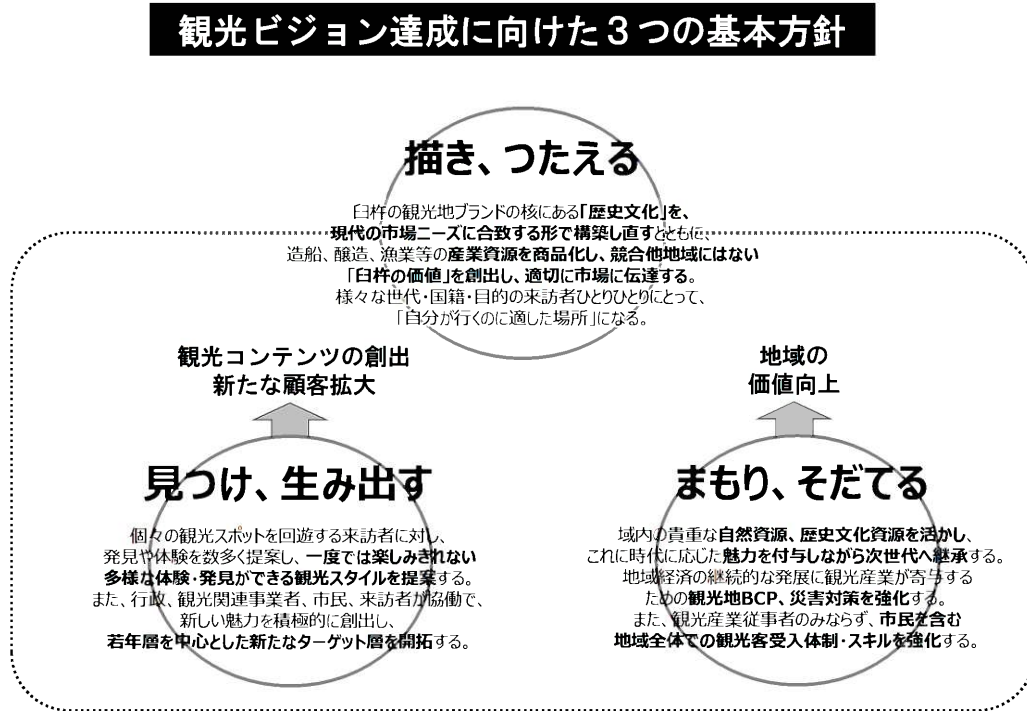 観光ビジョン達成に向けた３つの基本方針
描き、つたえる
臼杵の観光地ブランドの核にある「歴史文化」を、
現代の市場ニーズに合致する形で構築し直すとともに、
造船、醸造、漁業等の産業資源を商品化し、競合他地域にはない
「臼杵の価値」を創出し、適切に市場に伝達する。
様々な世代・国籍・目的の来訪者ひとりひとりにとって、
「自分が行くのに適した場所」になる。
観光コンテンツの創出
新たな顧客拡大
地域の
価値向上
見つけ、生み出す
個々の観光スポットを回遊する来訪者に対し、
発見や体験を数多く提案し、一度では楽しみきれない
多様な体験・発見ができる観光スタイルを提案する。
また、行政、観光関連事業者、市民、来訪者が協働で、
新しい魅力を積極的に創出し、
若年層を中心とした新たなターゲット層を開拓する。
まもり、そだてる
域内の貴重な自然資源、歴史文化資源を活かし、
これに時代に応じた魅力を付与しながら次世代へ継承する。
地域経済の継続的な発展に観光産業が寄与する
ための観光地BCP、災害対策を強化する。
また、観光産業従事者のみならず、市民を含む
地域全体での観光客受入体制・スキルを強化する。